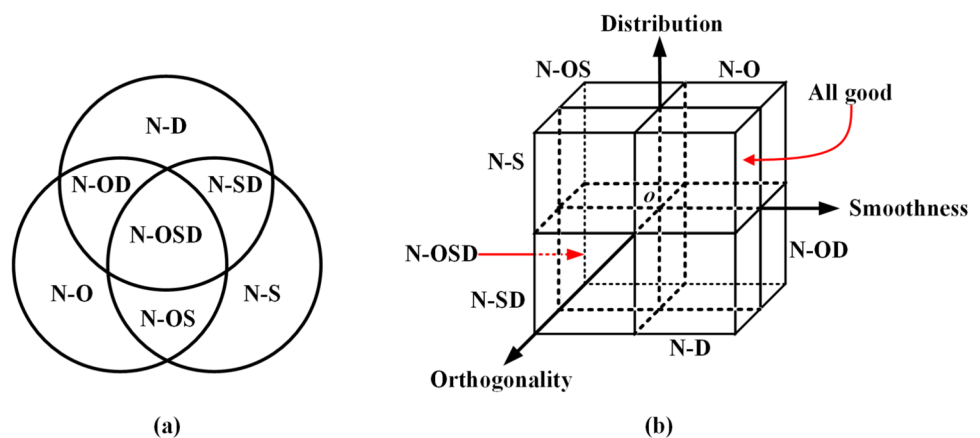 N-D
N-OD
N-SD
N-OSD
N-O
N-S
N-OS
(a)
Distribution
N-OS
N-O
All good
N-S
o
Smoothness
N-OSD
N-OD
N-SD
N-D
Orthogonality
(b)